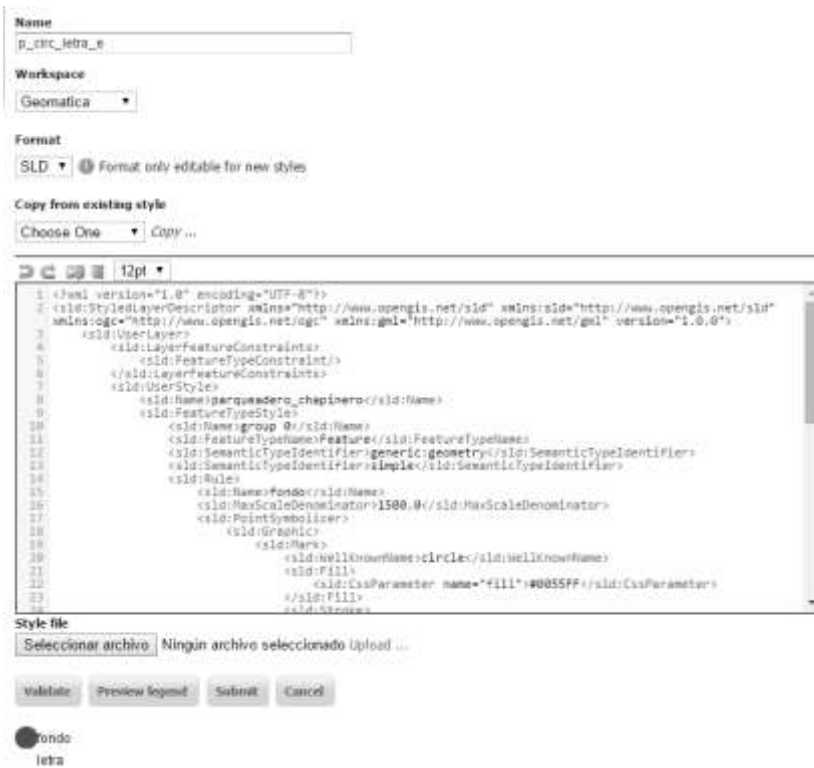 Name
p_circ_letra_e
Workspace
Geomatica
Format
SLD Format only editable for new styles
Copy from existing style
Choose One Copy ...
12pt
1 <?xml version="1.0" encoding="UTF-8"?>
2 <sld:StyledLayerDescriptor xmlns="http://www.opengis.net/sld" xmlns:sld="http://www.opengis.net/sld"
xmlns:ogc="http://www.opengis.net/ogc" xmlns:gml="http://www.opengis.net/gml" version="1.0.0">
3 <sld:UserLayer>
4 <sld:LayerFeatureConstraints>
5 <sld:FeatureTypeConstraint/>
6 </sld:LayerFeatureConstraints>
7 <sld:UserStyle>
8 <sld:Name>parqueadero_chapinero</sld:Name>
9 <sld:FeatureTypeStyle>
10 <sld:Name>group 0</sld:Name>
11 <sld:FeatureTypeName>Feature</sld:FeatureTypeName>
12 <sld:SemanticTypeIdentifier>generic:geometry</sld:SemanticTypeIdentifier>
13 <sld:SemanticTypeIdentifier>simple</sld:SemanticTypeIdentifier>
14 <sld:Rule>
15 <sld:Name>fondo</sld:Name>
16 <sld:MaxScaleDenominator>1500.0</sld:MaxScaleDenominator>
17 <sld:PointSymbolizer>
18 <sld:Graphic>
19 <sld:Mark>
20 <sld:WellKnownName>circle</sld:WellKnownName>
21 <sld:Fill>
22 <sld:CssParameter name="fill">#0055FF</sld:CssParameter>
23 </sld:Fill>
24 <sld:Stroke>
Style file
Seleccionar archivo Ningún archivo seleccionado Upload ...
Validate Preview legend Submit Cancel
fondo
letra